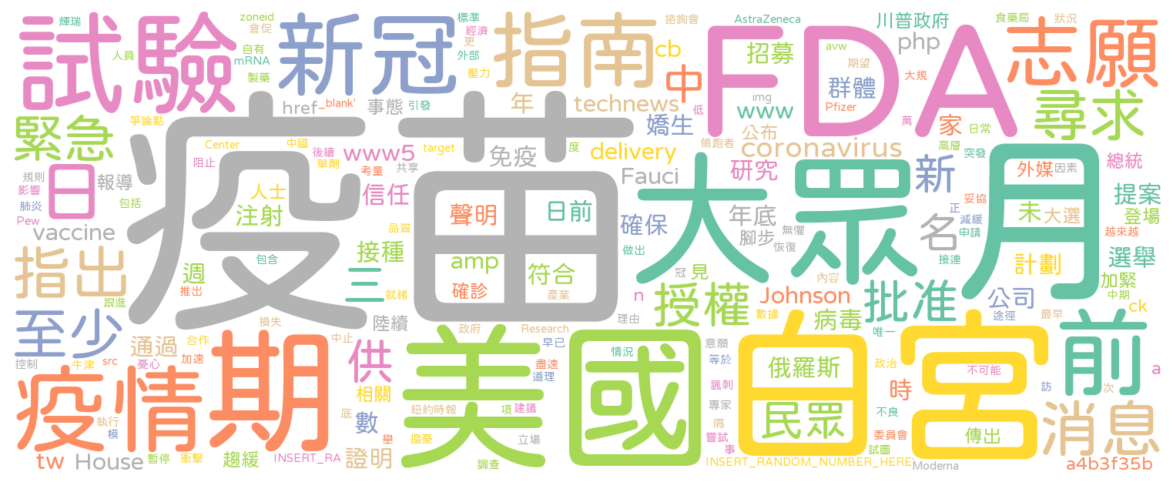 輝瑞
zoneid
倉促
標準
經濟
諮詢會
AstraZeneca
川普政府
食藥局
狀況
試驗
新冠
指南
FDA
志願
人員
自有
mRNA
製藥
更
外部
壓力
cb
招募
avw
期望
php
大規
中
群體
緊急
href
_blank'
事態
引發
年
technews
低
www
img
Pfizer
萬
家
日常
尋求
爭論點
Center
中國
後續
單劑
target
免疫
度
嬌生
公布
領跑者
高層
突發
疫苗
阻止
www5
考量
共享
delivery
coronavirus
日
報導
規則
影響
肺炎
包括
Pew
人士
注射
信任
Fauci
研究
大眾
新
月
外媒
因素
總統
正
減緩
妥協
申請
未
大選
提案
登場
越來越
vaccine
聲明
日前
確保
年底
腳步
無懼
恢復
名
接連
選舉
指出
品質
接種
做出
週
推出
包含
三
就緒
amp
確診
符合
產業
冠
見
內容
計劃
加緊
中期
跟進
n
授權
Johnson
數據
批准
公司
途徑
ck
至少
損失
陸續
理由
病毒
唯一
最早
控制
通過
合作
加速
牛津
src
憂心
中止
政府
Research
早已
情況
意願
疫情
期
供
美國
盡速
道理
等於
俄羅斯
政治
白宮
不可能
時
前
訪
次
a
相關
紐約時報
項
建議
諷刺
專家
不良
民眾
執行
模
底
數
隔
委員會
傳出
消息
擔憂
立場
嘗試
事
試圖
tw
House
暫停
衝擊
趨緩
舉
INSERT_RA
證明
調查
INSERT_RANDOM_NUMBER_HERE
Moderna
a4b3f35b